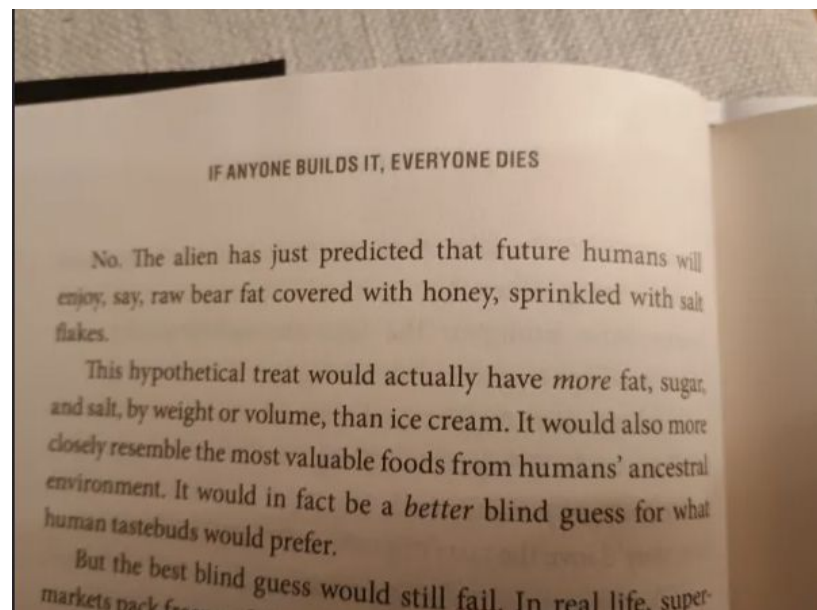 IF ANYONE BUILDS IT, EVERYONE DIES
No. The alien has just predicted that future humans will
enjoy, say, raw bear fat covered with honey, sprinkled with salt
flakes.
This hypothetical treat would actually have more fat, sugar,
and salt, by weight or volume, than ice cream. It would also more
closely resemble the most valuable foods from humans’ ancestral
environment. It would in fact be a better blind guess for what
human tastebuds would prefer.
But the best blind guess would still fail. In real life, super-
markets pack